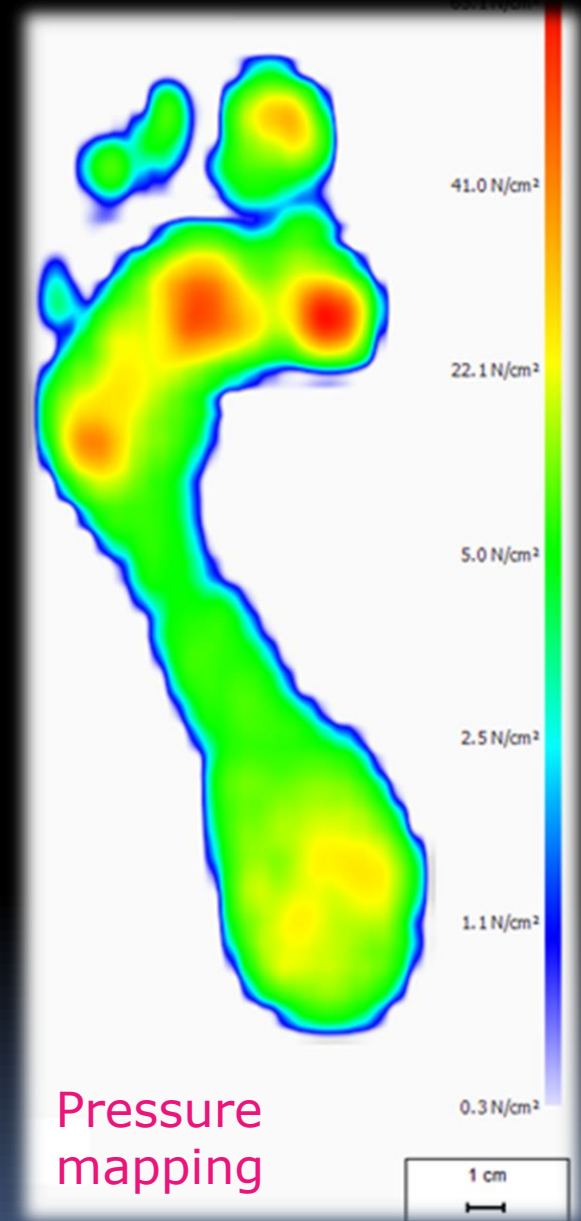 41.0 N/cm²
22.1 N/cm²
5.0 N/cm²
2.5 N/cm²
1.1 N/cm²
0.3 N/cm²
Pressure
mapping
1 cm